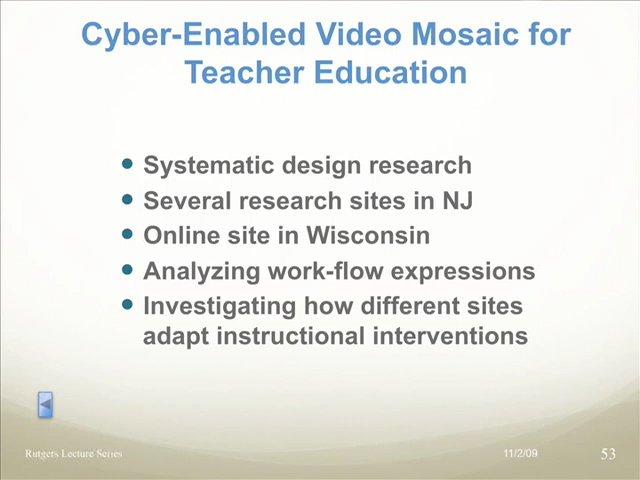 Cyber-Enabled Video Mosaic for
Teacher Education
• Systematic design research
• Several research sites in NJ
• Online site in Wisconsin
• Analyzing work-flow expressions
• Investigating how different sites
adapt instructional interventions
Rutgers Lecture Series
11/2/09
53